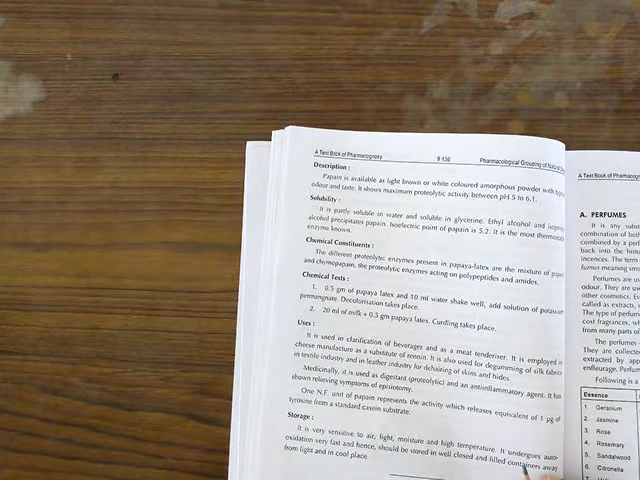 A Text Book of Pharmacognosy 9·136 Pharmacological Grouping of Natural
Description :
Papain is available as light brown or white coloured amorphous powder with
odour and taste. It shows maximum proteolytic activity between pH 5 to 6.1.
Solubility :
It is partly soluble in water and soluble in glycerine. Ethyl alcohol and
alcohol precipitates papain. Isoelectric point of papain is 5.2. It is the most
enzyme known.
Chemical Constituents :
The different proteolytic enzymes present in papaya-latex are the mixture of
and chymopapain, the proteolytic enzymes acting on polypeptides and amides.
Chemical Tests :
1. 0.5 gm of papaya latex and 10 ml water shake well, add solution of
permanganate. Decolorisation takes place.
2. 20 ml of milk + 0.5 gm papaya latex. Curdling takes place.
Uses :
It is used in clarification of beverages and as a meat tenderiser. It is employed in
cheese manufacture as a substitute of rennin. It is also used for degumming of silk fabrics
in textile industry and in leather industry for dehairing of skins and hides.
Medicinally, it is used as digestant (proteolytic) and an antiinflammatory agent. It has
shown relieving symptoms of episiotomy.
One N.F. unit of papain represents the activity which releases equivalent of 1 µg of
tyrosine from a standard casein substrate.
Storage :
It is very sensitive to air, light, moisture and high temperature. It undergoes auto-
oxidation very fast and hence, should be stored in well closed and filled containers away
from light and in cool place.
A Text Book of
A. PERFUMES
It is any
combination of
combined by a
back into the
incences. The term
fumus meaning
Perfumes are
odour. They are
other cosmetics.
called as extracts,
The type of
cost fragrances,
from many parts of
The perfumes
They are
extracted by
enfleurage.
Following is a
Essence
1. Geranium
2. Jasmine
3. Rose
4. Rosemary
5. Sandalwood
6. Citronella
7.